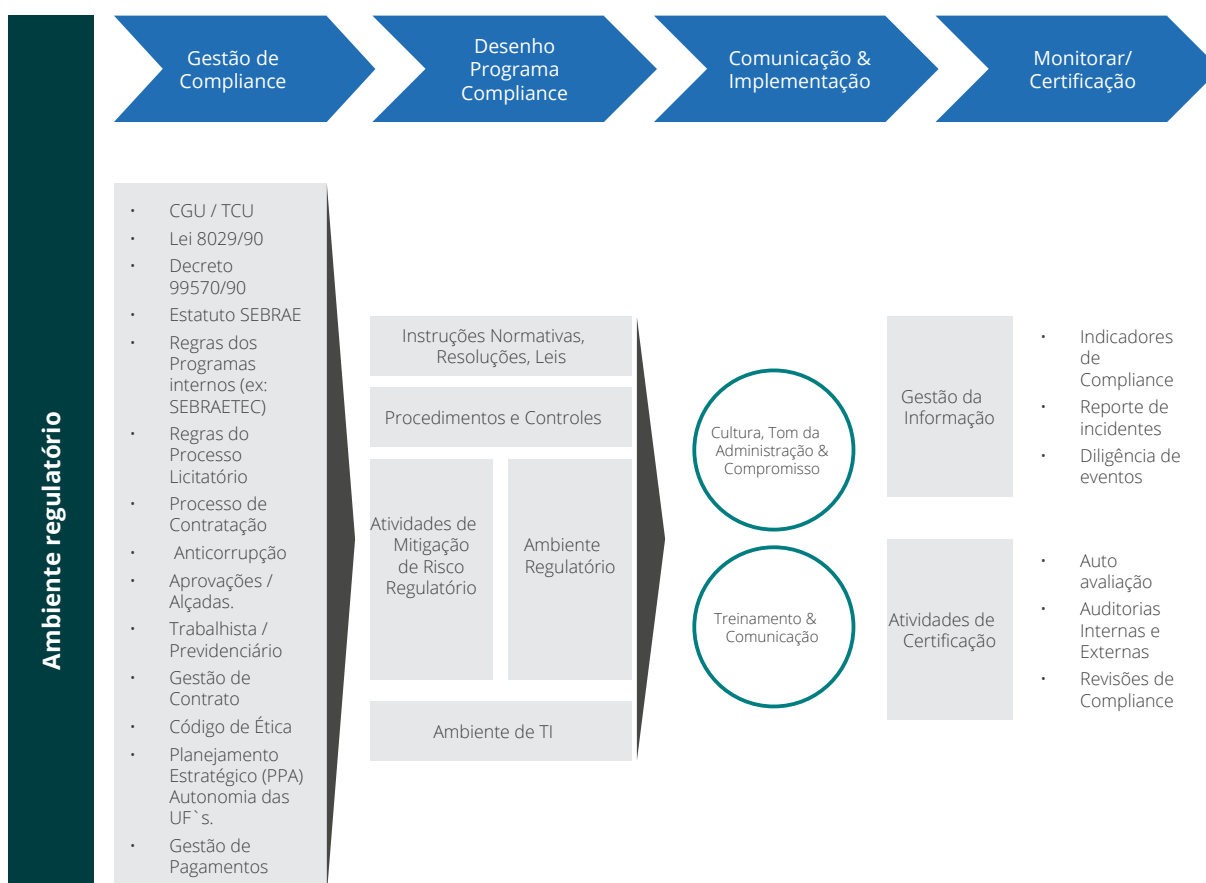 Gestão de
Compliance
Desenho
Programa
Compliance
Comunicação &
Implementação
Monitorar/
Certificação
Ambiente regulatório
• CGU / TCU
• Lei 8029/90
• Decreto
99570/90
• Estatuto SEBRAE
• Regras dos
Programas
internos (ex:
SEBRAETEC)
• Regras do
Processo
Licitatório
• Processo de
Contratação
• Anticorrupção
• Aprovações /
Alçadas.
• Trabalhista /
Previdenciário
• Gestão de
Contrato
• Código de Ética
• Planejamento
Estratégico (PPA)
Autonomia das
UF`s.
• Gestão de
Pagamentos
Instruções Normativas,
Resoluções, Leis
Procedimentos e Controles
Atividades de
Mitigação
de Risco
Regulatório
Ambiente
Regulatório
Ambiente de TI
Cultura, Tom da
Administração &
Compromisso
Treinamento &
Comunicação
Gestão da
Informação
• Indicadores
de
Compliance
• Reporte de
incidentes
• Diligência de
eventos
Atividades de
Certificação
• Auto
avaliação
• Auditorias
Internas e
Externas
• Revisões de
Compliance